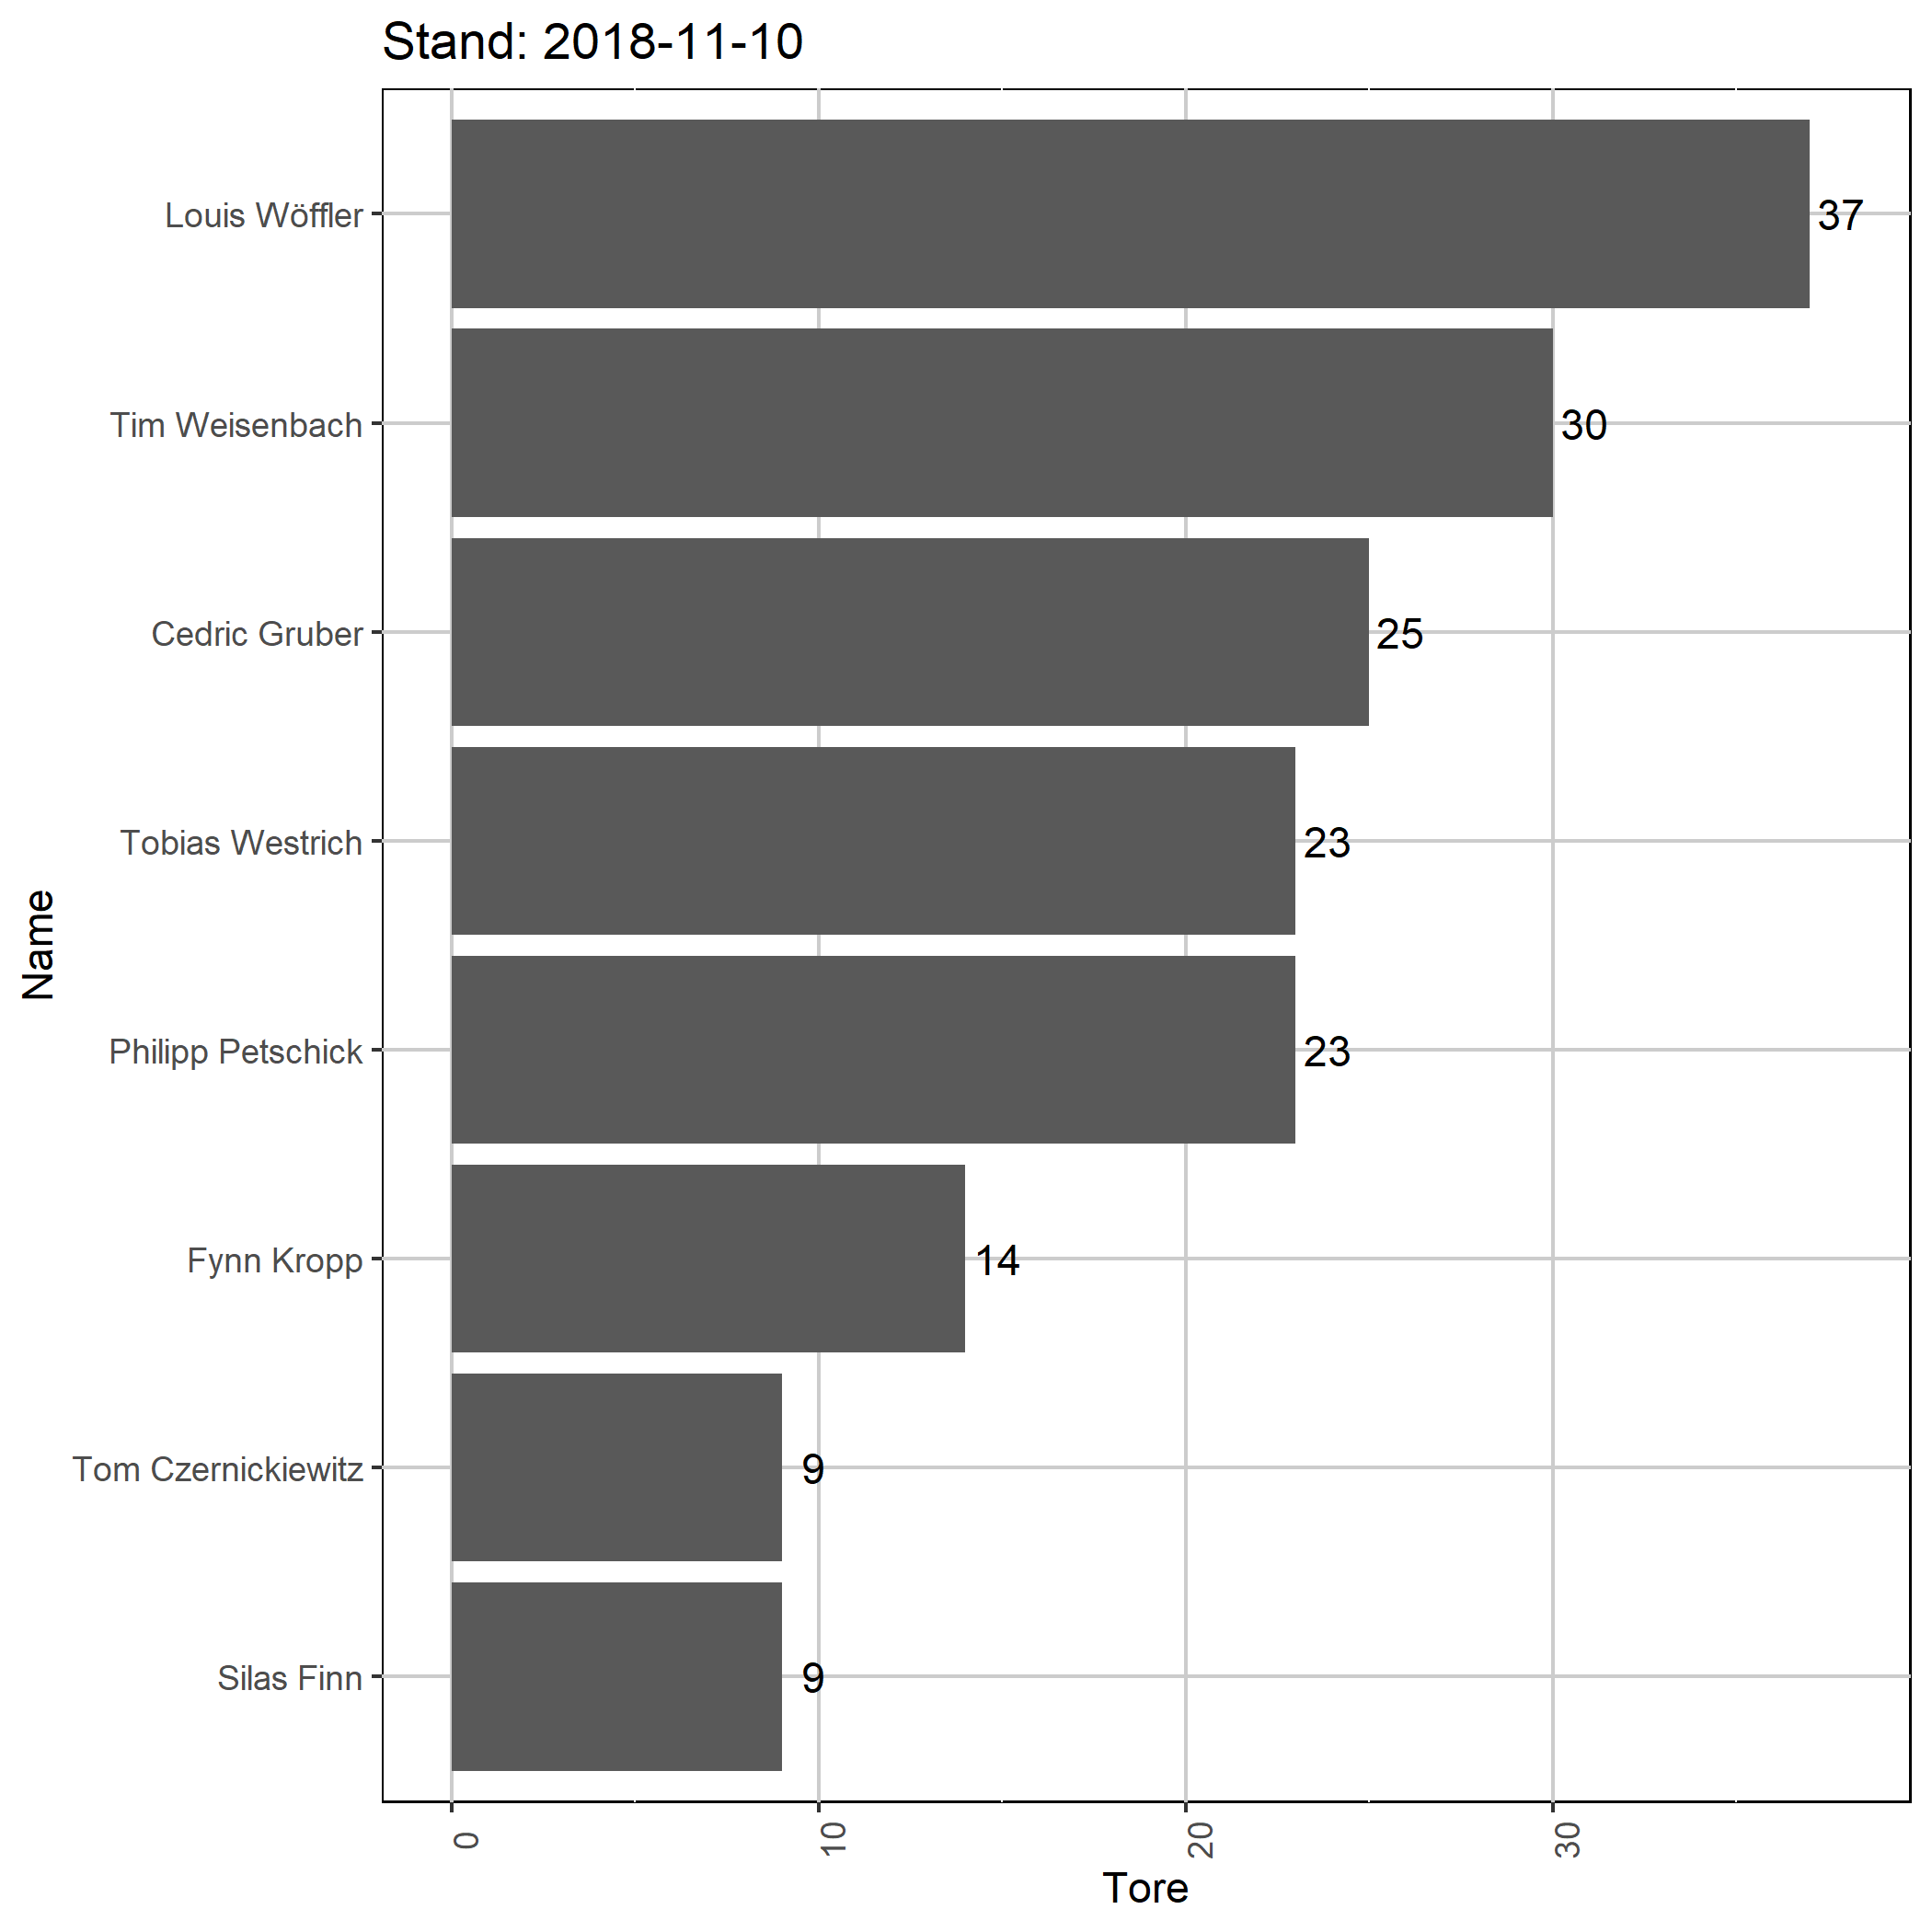 Stand: 2018-11-10
Louis Wöffler
37
Tim Weisenbach
30
Cedric Gruber
25
Tobias Westrich
23
Philipp Petschick
23
Fynn Kropp
14
Tom Czernickiewitz
9
Silas Finn
9
Name
0
10
20
30
Tore